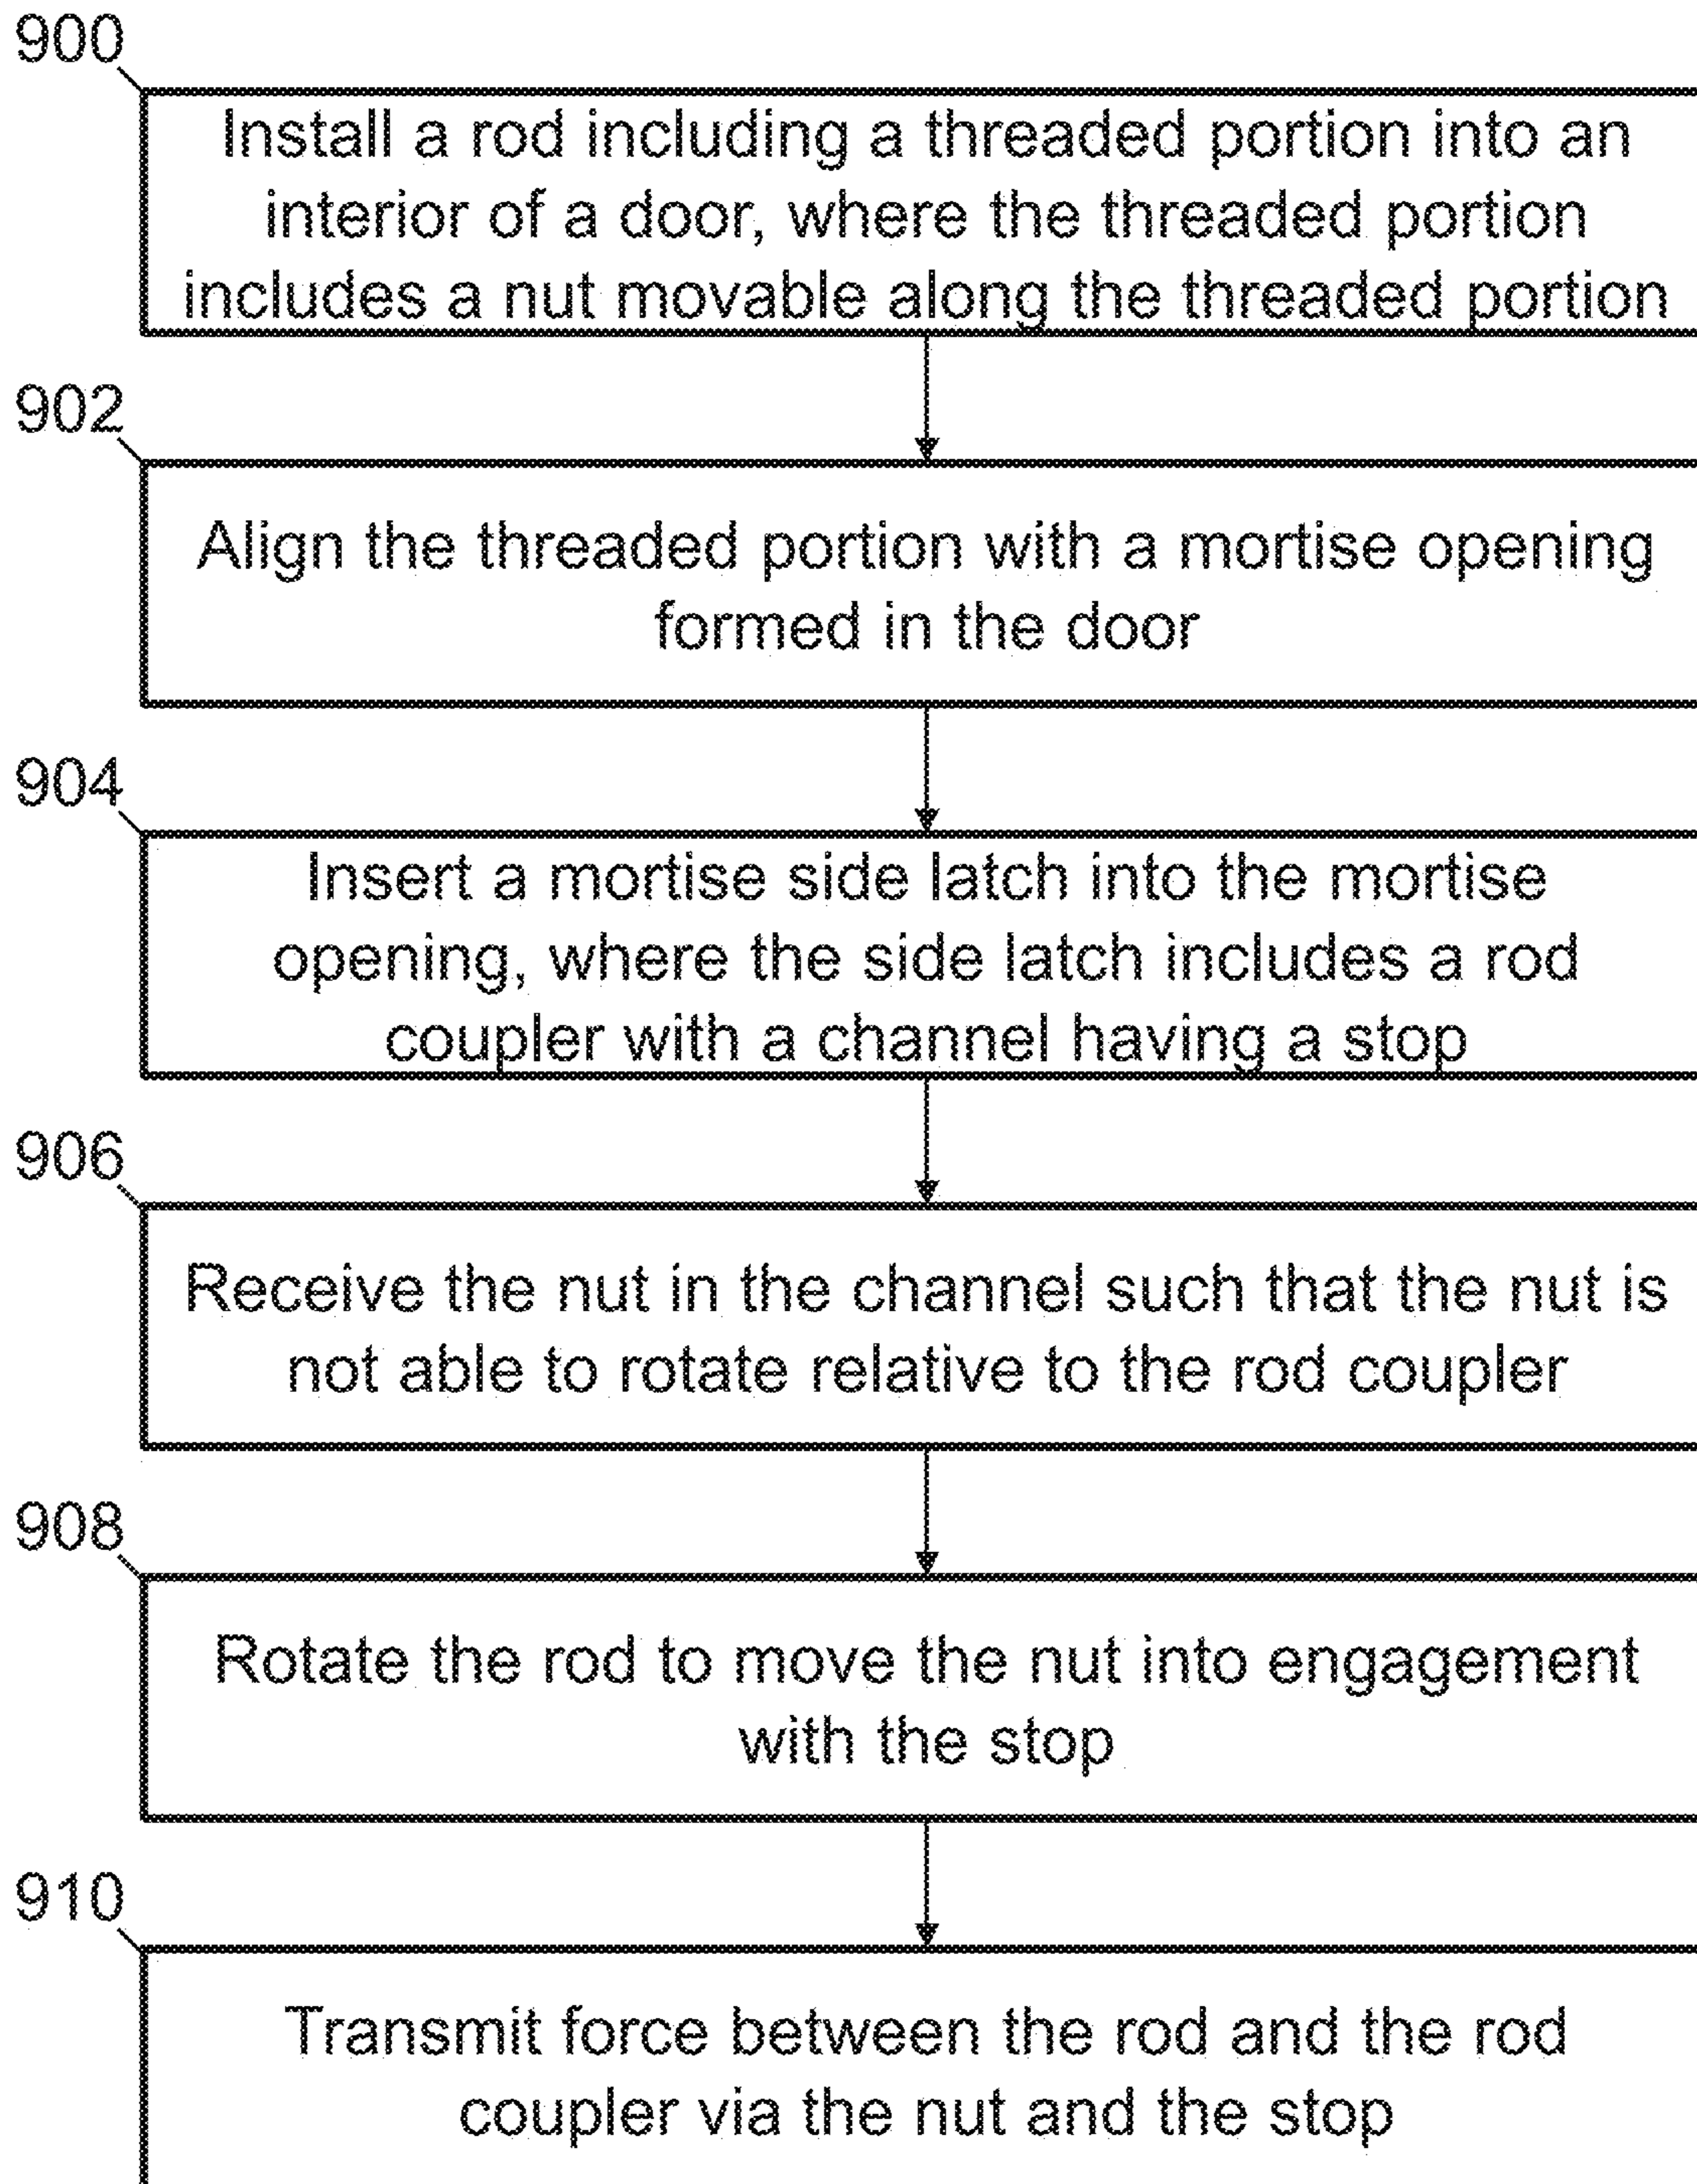 900
Install a rod including a threaded portion into an
interior of a door, where the threaded portion
includes a nut movable along the threaded portion
902
Align the threaded portion with a mortise opening
formed in the door
904
Insert a mortise side latch into the mortise
opening, where the side latch includes a rod
coupler with a channel having a stop
906
Receive the nut in the channel such that the nut is
not able to rotate relative to the rod coupler
908
Rotate the rod to move the nut into engagement
with the stop
910
Transmit force between the rod and the rod
coupler via the nut and the stop